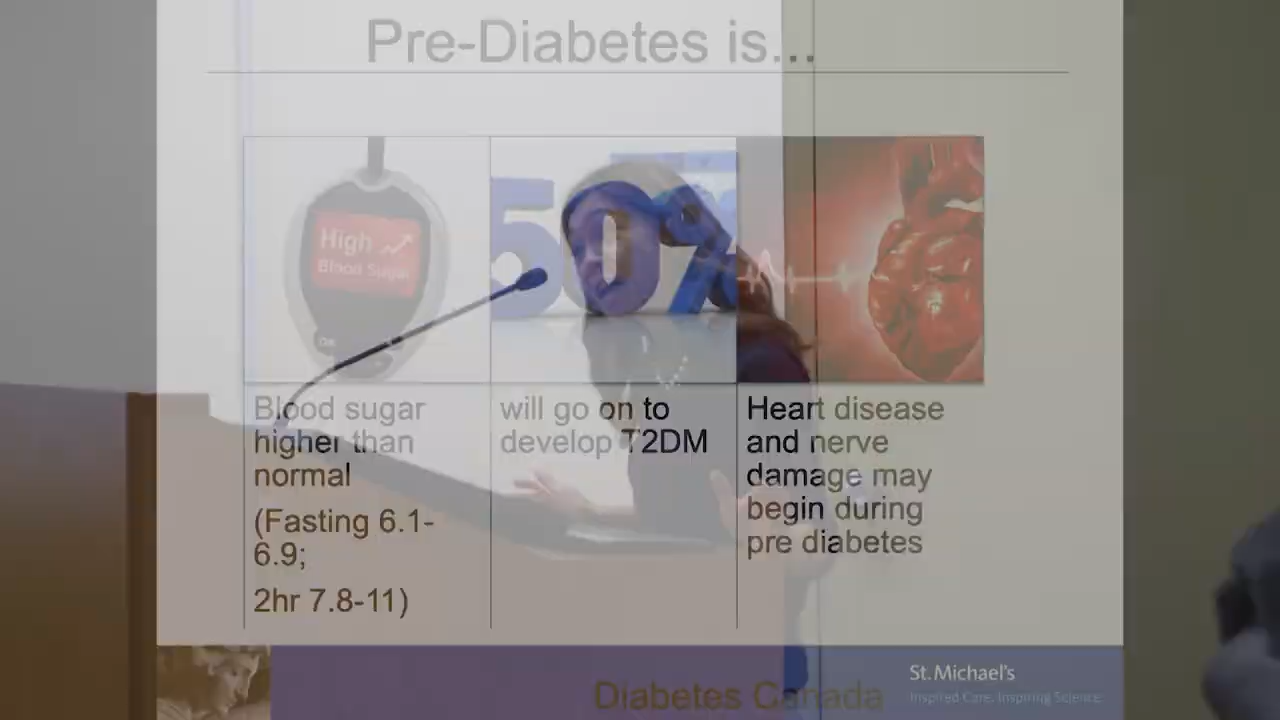 Pre-Diabetes is...
High
Blood Sugar
50%
Blood sugar
higher than
normal
(Fasting 6.1-
6.9;
2hr 7.8-11)
will go on to
develop T2DM
Heart disease
and nerve
damage may
begin during
pre diabetes
Diabetes Canada
St. Michael's
Inspired Care. Inspiring Science.